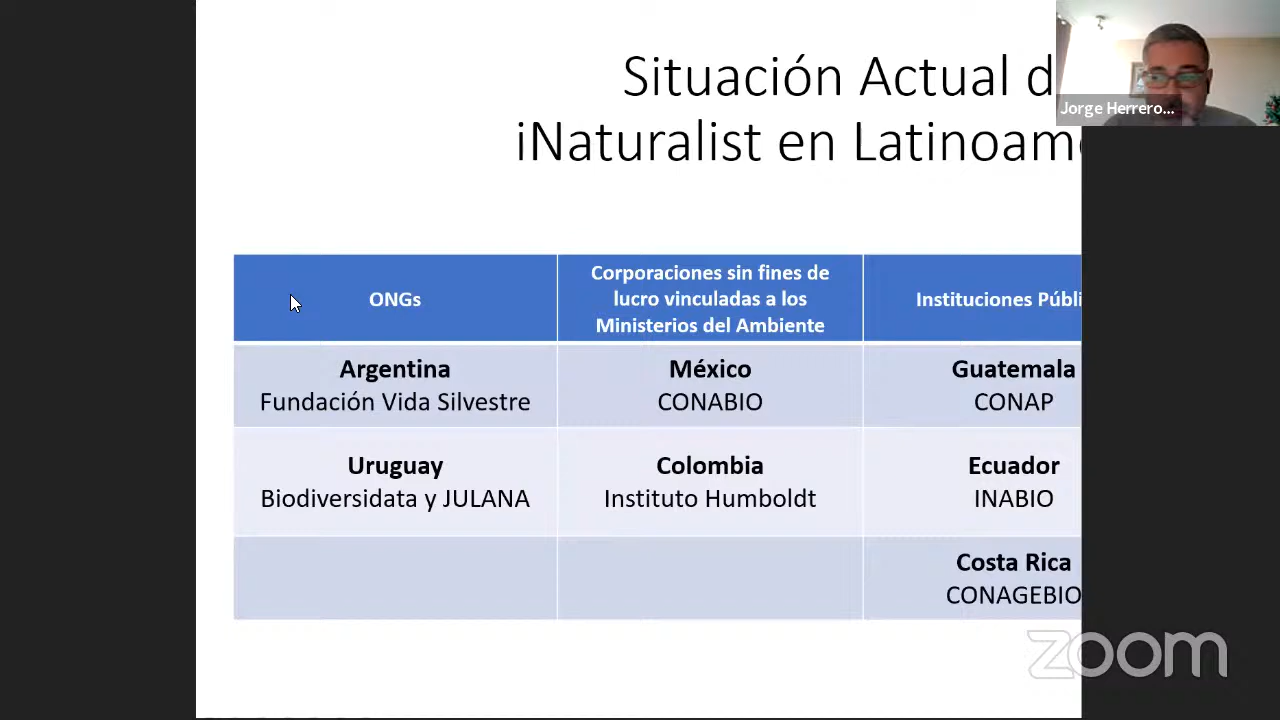 Situación Actual d
iNaturalist en Latinoam
Jorge Herrero...
ONGs
Corporaciones sin fines de
lucro vinculadas a los
Ministerios del Ambiente
Instituciones Públi
Argentina
Fundación Vida Silvestre
México
CONABIO
Guatemala
CONAP
Uruguay
Biodiversidata y JULANA
Colombia
Instituto Humboldt
Ecuador
INABIO
Costa Rica
CONAGEBIO
zoom